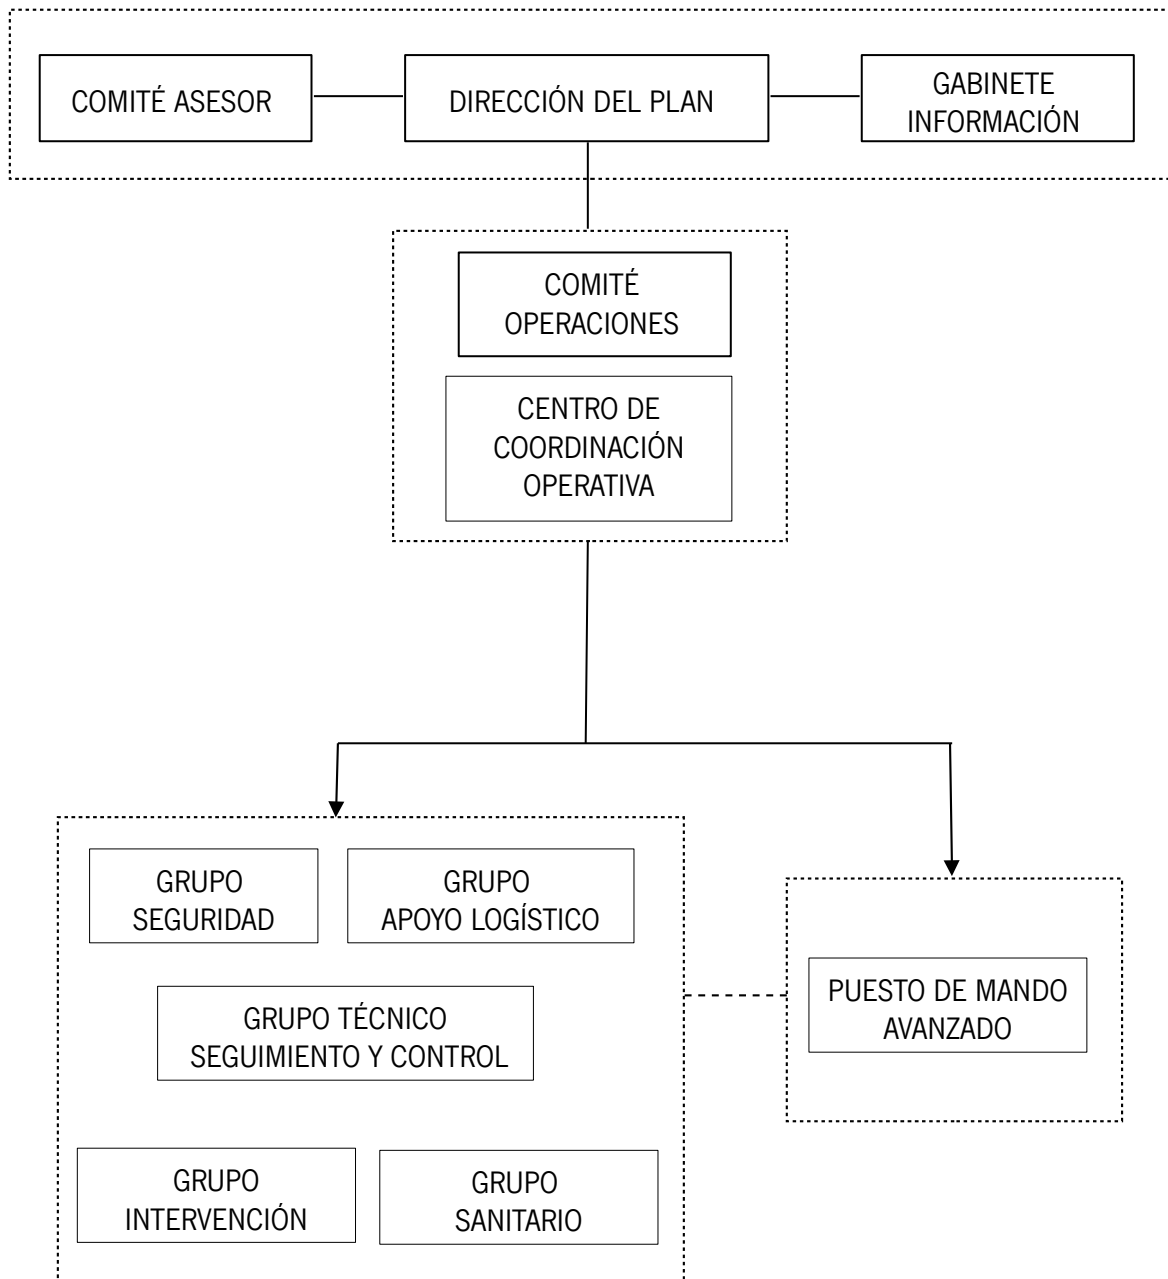 COMITÉ ASESOR
DIRECCIÓN DEL PLAN
GABINETE
INFORMACIÓN
COMITÉ
OPERACIONES
CENTRO DE
COORDINACIÓN
OPERATIVA
GRUPO
SEGURIDAD
GRUPO
APOYO LOGÍSTICO
GRUPO TÉCNICO
SEGUIMIENTO Y CONTROL
PUESTO DE MANDO
AVANZADO
GRUPO
INTERVENCIÓN
GRUPO
SANITARIO